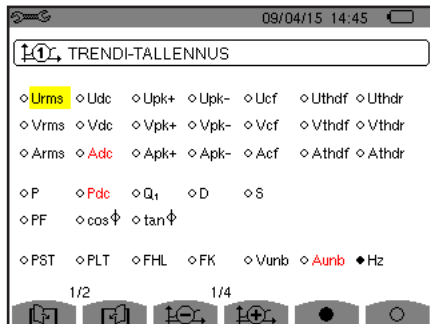 09/04/15 14:45
1 TRENDI-TALLENNUS
Urms Udc Upk+ Upk- Ucf Uthdf Uthdr
Vrms Vdc Vpk+ Vpk- Vcf Vthdf Vthdr
Arms Adc Apk+ Apk- Acf Athdf Athdr
P Pdc Q₁ D S
PF cosϕ tanϕ
PST PLT FHL FK Vunb Aunb Hz
1/2 1/4